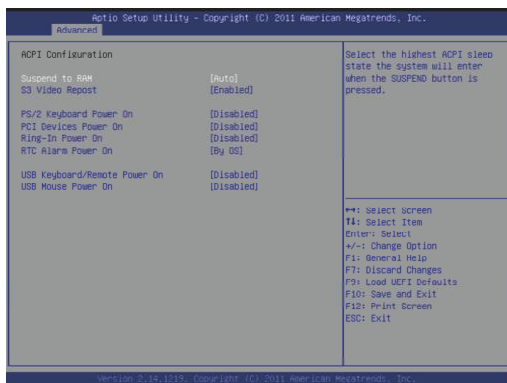 Aptio Setup Utility – Copyright (C) 2011 American Megatrends, Inc.
Advanced
ACPI Configuration
Suspend to RAM [Auto]
S3 Video Repost [Enabled]
PS/2 Keyboard Power On [Disabled]
PCI Devices Power On [Disabled]
Ring-In Power On [Disabled]
RTC Alarm Power On [By OS]
USB Keyboard/Remote Power On [Disabled]
USB Mouse Power On [Disabled]
Select the highest ACPI sleep
state the system will enter
when the SUSPEND button is
pressed.
↔: Select Screen
↑↓: Select Item
Enter: Select
+/-: Change Option
F1: General Help
F7: Discard Changes
F9: Load UEFI Defaults
F10: Save and Exit
F12: Print Screen
ESC: Exit
Version 2.14.1219. Copyright (C) 2011 American Megatrends, Inc.